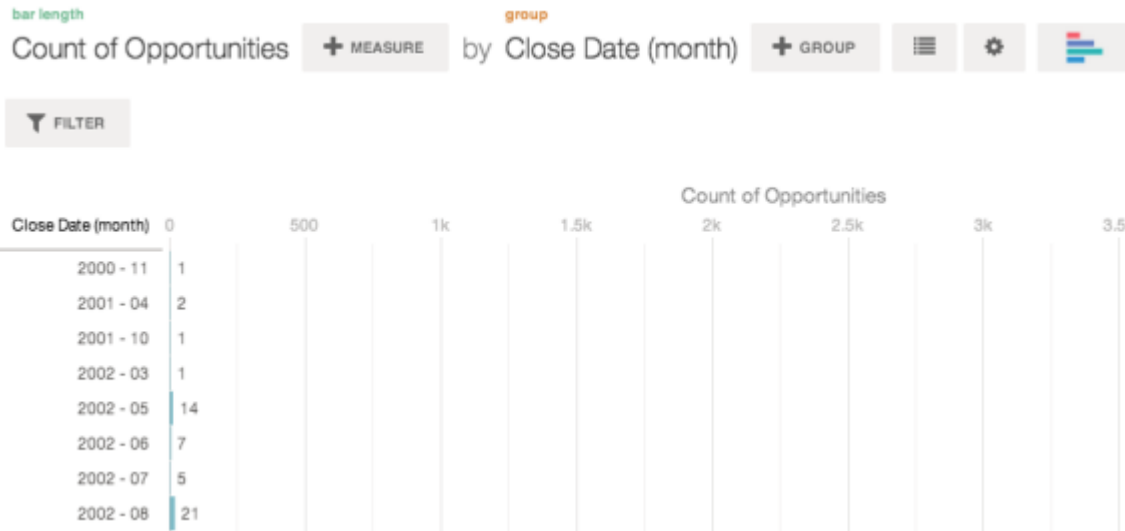 bar length
group
Count of Opportunities + MEASURE by Close Date (month) + GROUP
FILTER
Count of Opportunities
Close Date (month) 0 500 1k 1.5k 2k 2.5k 3k 3.5
2000 - 11 1
2001 - 04 2
2001 - 10 1
2002 - 03 1
2002 - 05 14
2002 - 06 7
2002 - 07 5
2002 - 08 21